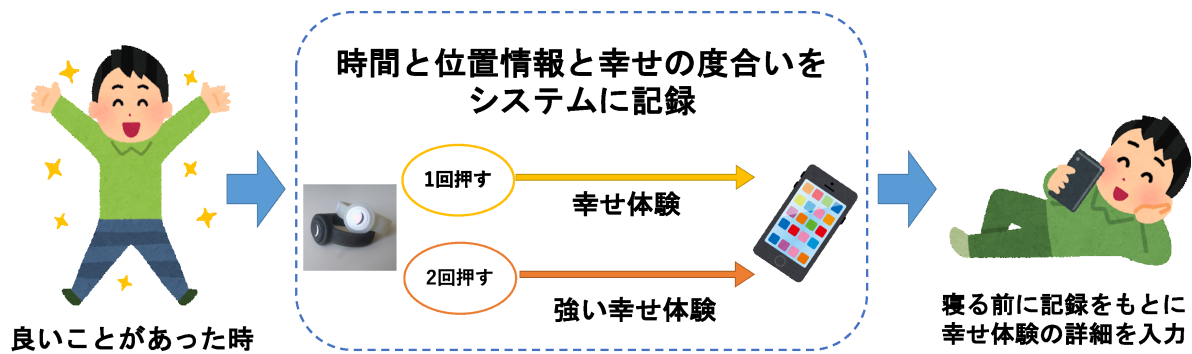 時間と位置情報と幸せの度合いを
システムに記録
1回押す
幸せ体験
2回押す
強い幸せ体験
良いことがあった時
寝る前に記録をもとに
幸せ体験の詳細を入力